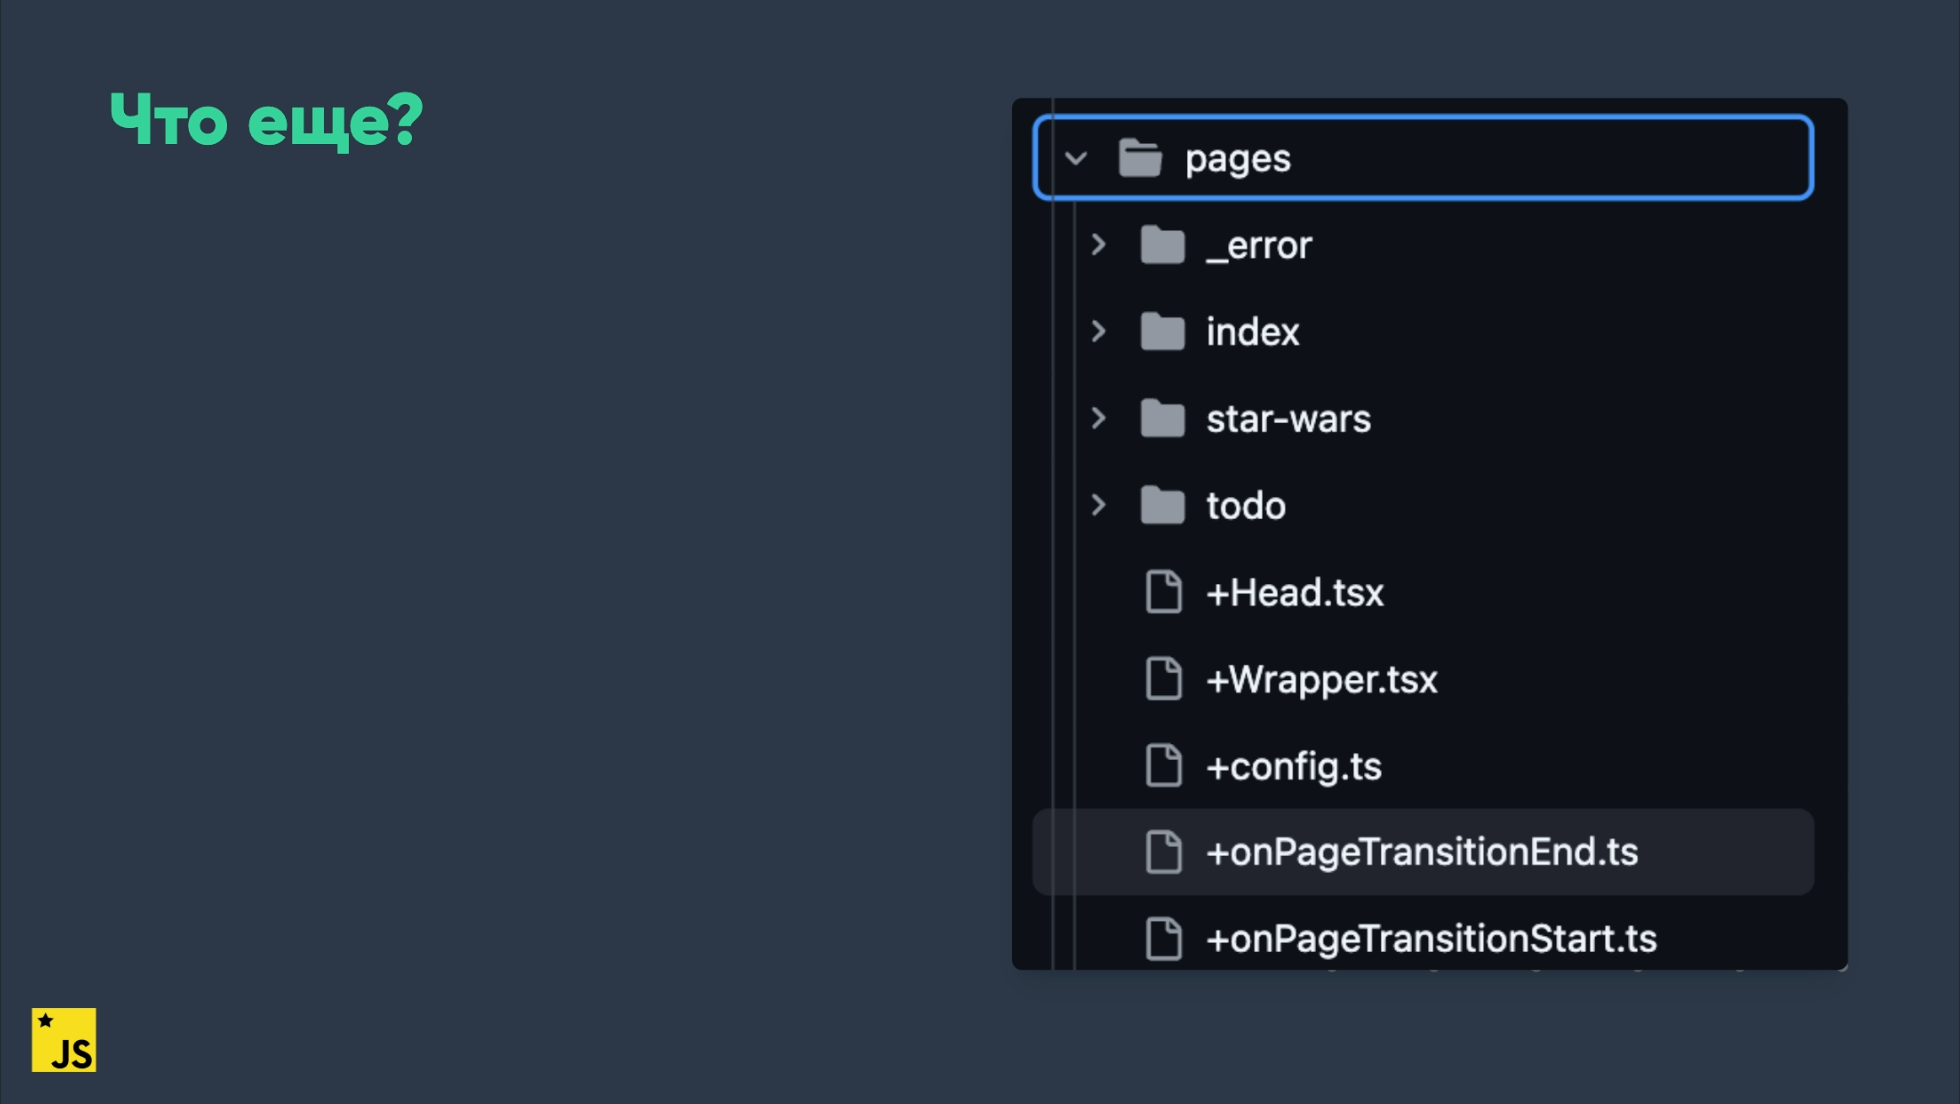 Что еще?
pages
_error
index
star-wars
todo
+Head.tsx
+Wrapper.tsx
+config.ts
+onPageTransitionEnd.ts
+onPageTransitionStart.ts
JS